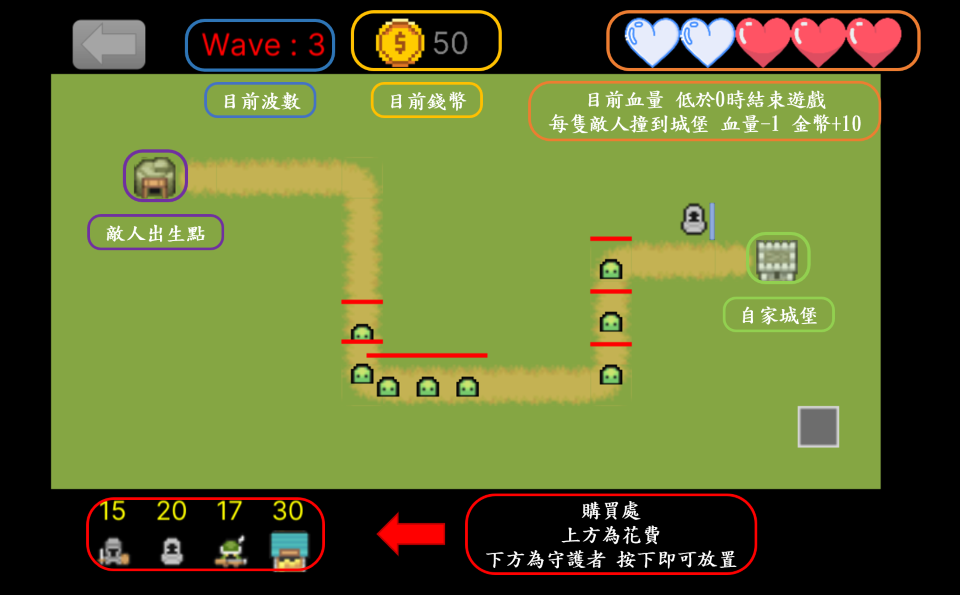 Wave : 3
50
目前波數
目前錢幣
目前血量 低於0時結束遊戲
每隻敵人撞到城堡 血量-1 金幣+10
敵人出生點
自家城堡
15 20 17 30
購買處
上方為花費
下方為守護者 按下即可放置